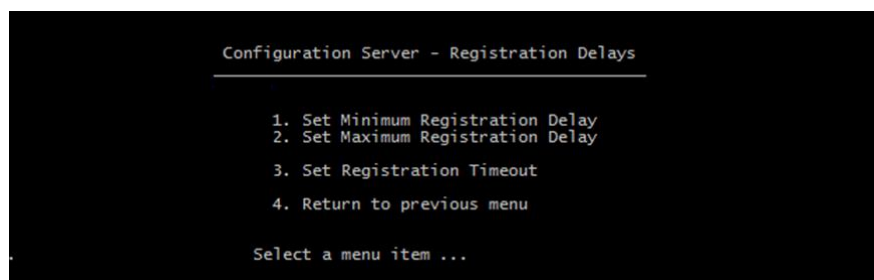 Configuration Server - Registration Delays
1. Set Minimum Registration Delay
2. Set Maximum Registration Delay
3. Set Registration Timeout
4. Return to previous menu
Select a menu item ...